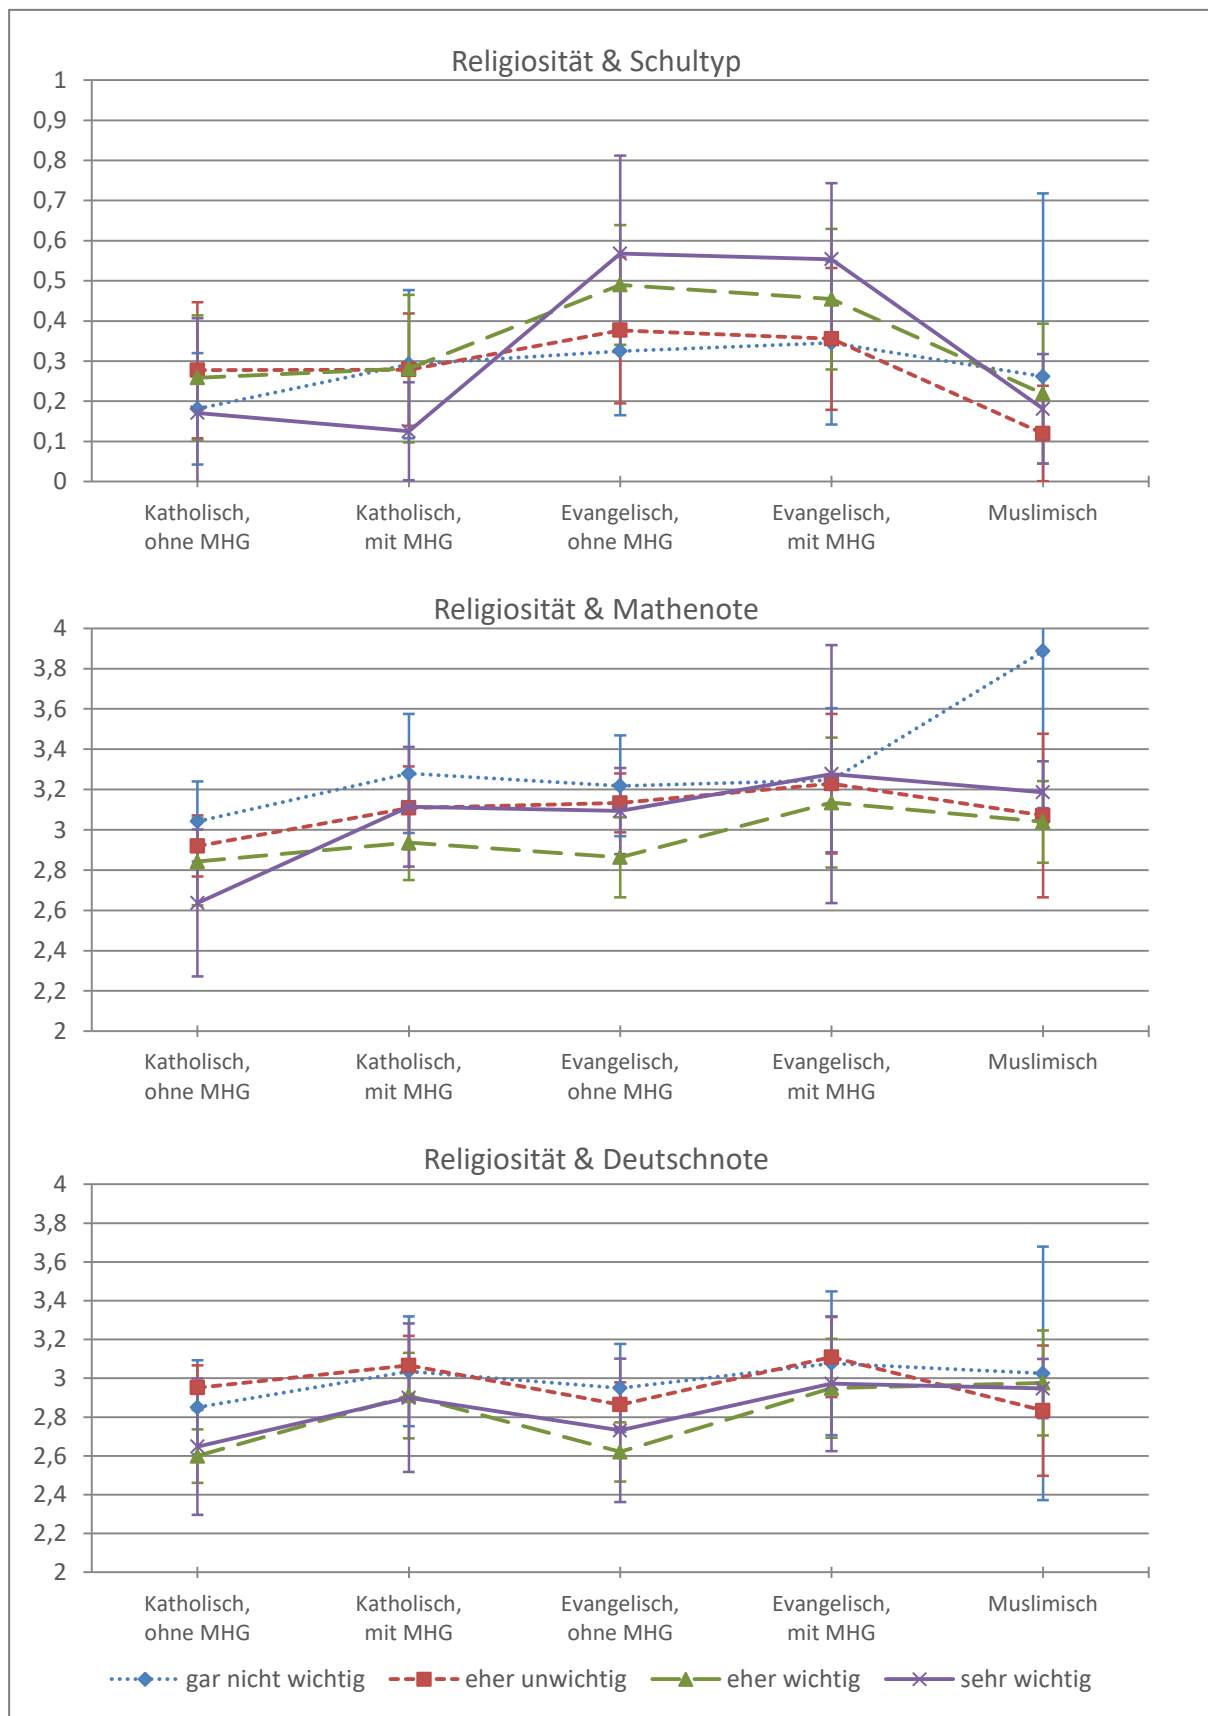 Religiosität & Schultyp
1
0,9
0,8
0,7
0,6
0,5
0,4
0,3
0,2
0,1
0
Katholisch, ohne MHG
Katholisch, mit MHG
Evangelisch, ohne MHG
Evangelisch, mit MHG
Muslimisch
Religiosität & Mathenote
4
3,8
3,6
3,4
3,2
3
2,8
2,6
2,4
2,2
2
Katholisch, ohne MHG
Katholisch, mit MHG
Evangelisch, ohne MHG
Evangelisch, mit MHG
Muslimisch
Religiosität & Deutschnote
4
3,8
3,6
3,4
3,2
3
2,8
2,6
2,4
2,2
2
Katholisch, ohne MHG
Katholisch, mit MHG
Evangelisch, ohne MHG
Evangelisch, mit MHG
Muslimisch
gar nicht wichtig
eher unwichtig
eher wichtig
sehr wichtig